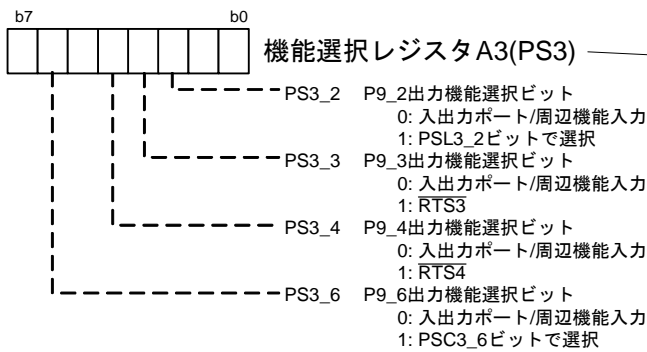 b7 b0
機能選択レジスタA3(PS3)
PS3_2 P9_2出力機能選択ビット
0: 入出力ポート/周辺機能入力
1: PSL3_2ビットで選択
PS3_3 P9_3出力機能選択ビット
0: 入出力ポート/周辺機能入力
1: RTS3
PS3_4 P9_4出力機能選択ビット
0: 入出力ポート/周辺機能入力
1: RTS4
PS3_6 P9_6出力機能選択ビット
0: 入出力ポート/周辺機能入力
1: PSC3_6ビットで選択